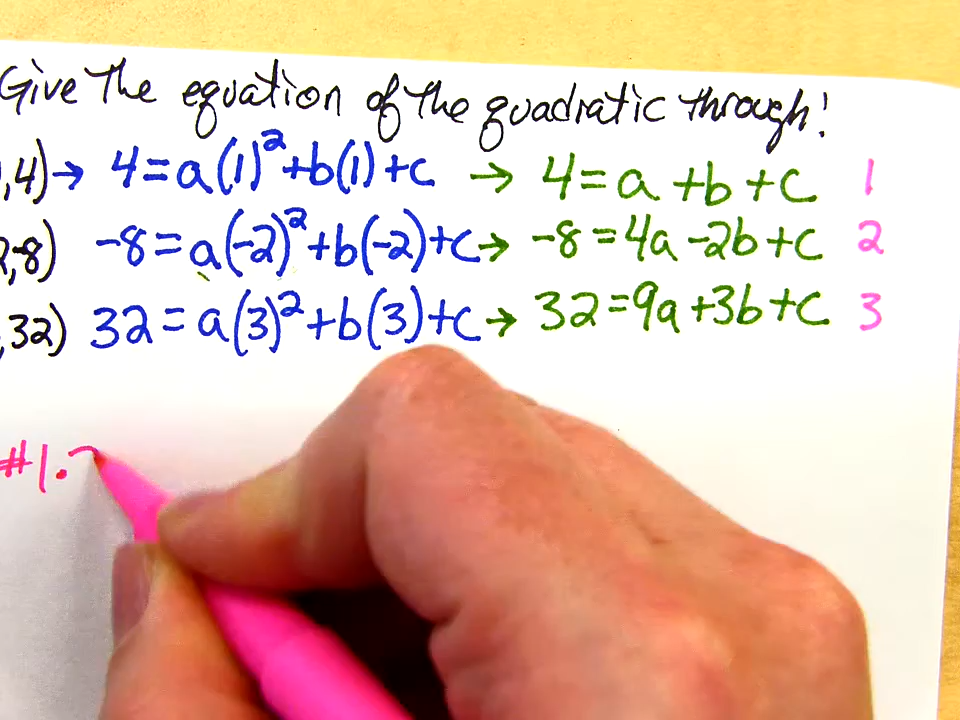 Give the equation of the quadratic through!
,4) → 4=a(1)²+b(1)+c → 4=a+b+c 1
2,-8) -8=a(-2)²+b(-2)+c → -8=4a-2b+c 2
,32) 32=a(3)²+b(3)+c → 32=9a+3b+c 3
#1.